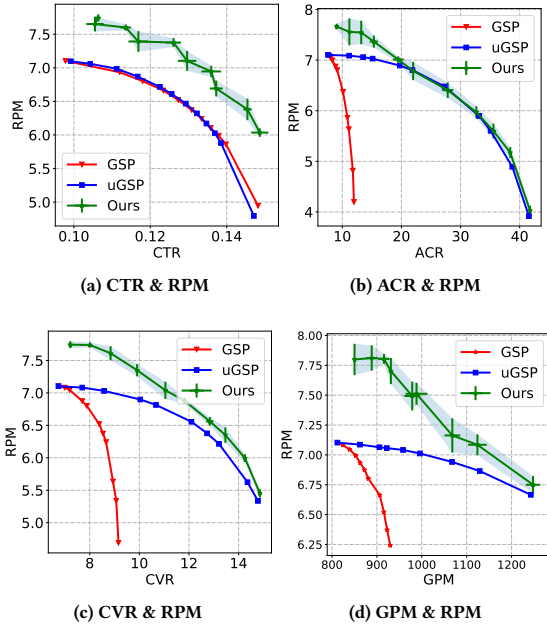 7.5
7.0
6.5
6.0
5.5
5.0
RPM
GSP
uGSP
Ours
0.10
0.12
0.14
CTR
(a) CTR & RPM
8
7
6
5
4
RPM
GSP
uGSP
Ours
10
20
30
40
ACR
(b) ACR & RPM
7.5
7.0
6.5
6.0
5.5
5.0
RPM
GSP
uGSP
Ours
8
10
12
14
CVR
(c) CVR & RPM
8.00
7.75
7.50
7.25
7.00
6.75
6.50
6.25
RPM
GSP
uGSP
Ours
800
900
1000
1100
1200
GPM
(d) GPM & RPM